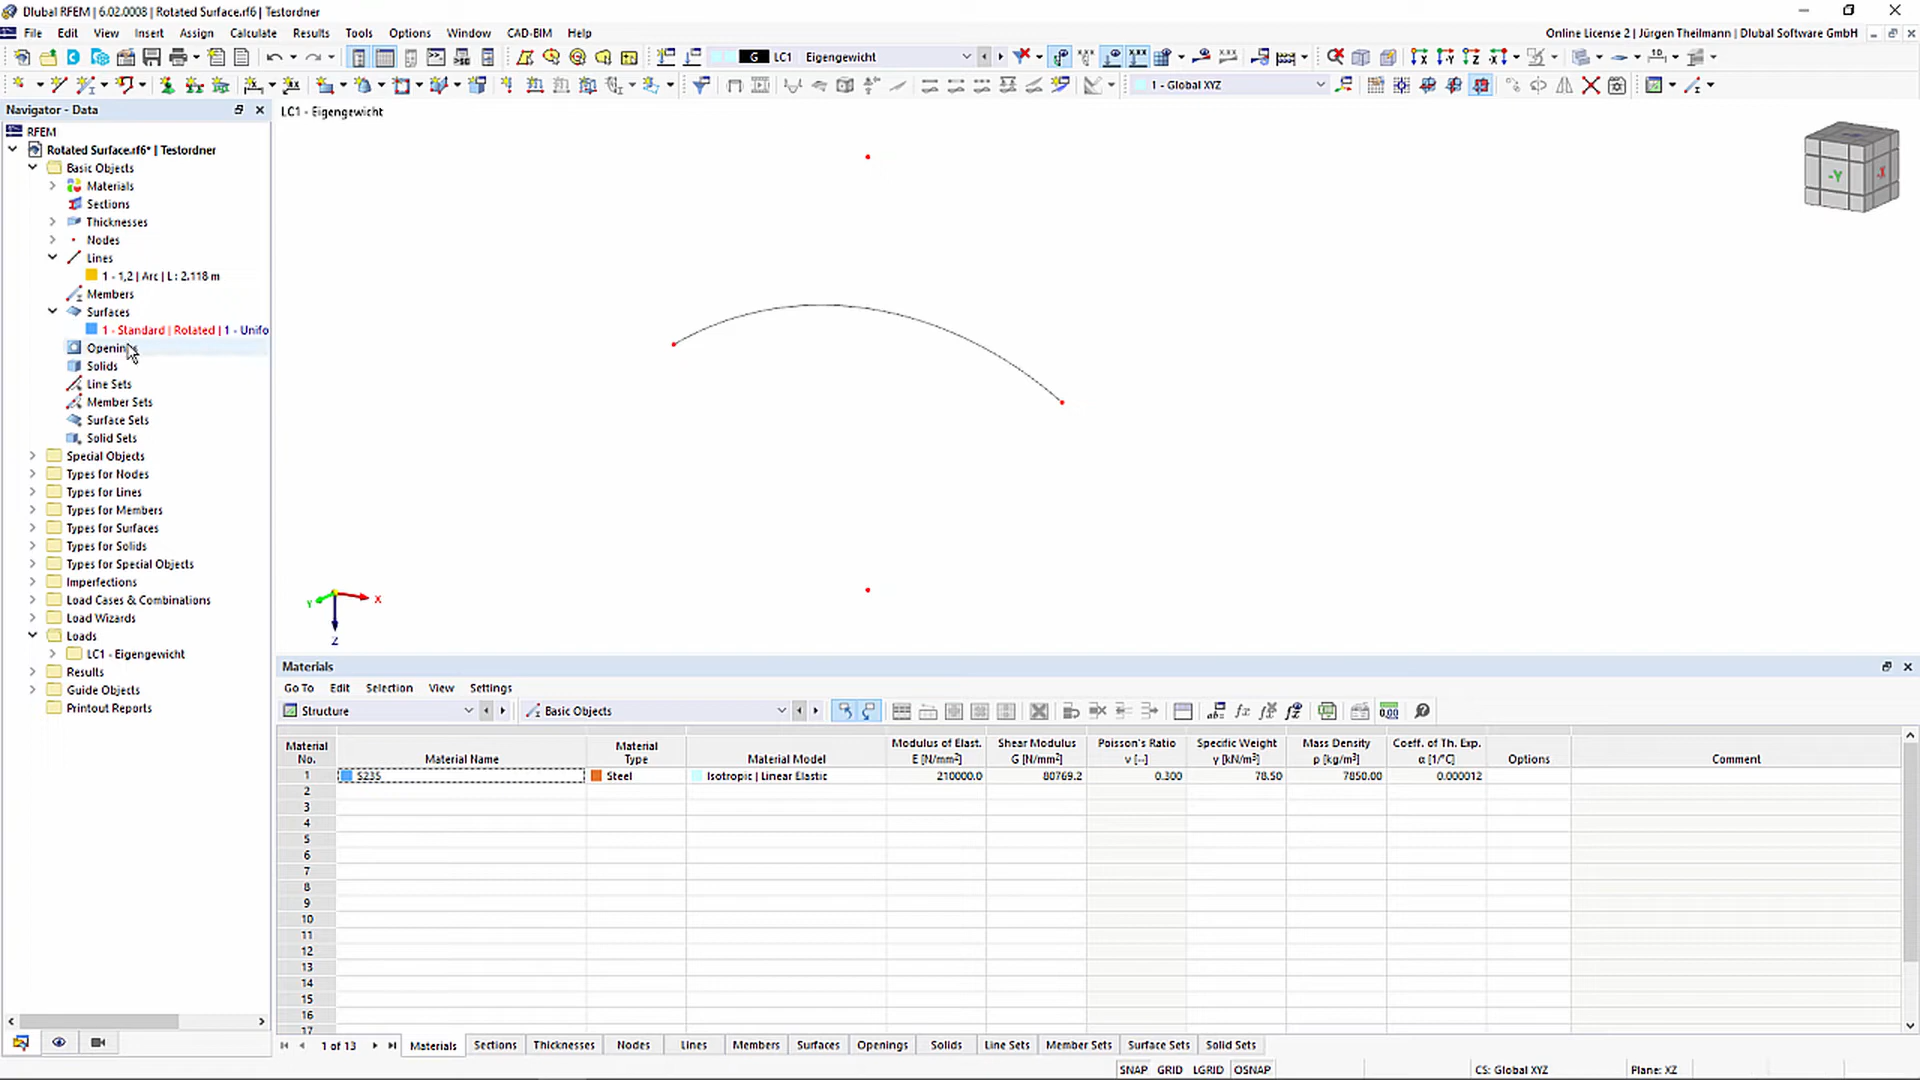 Dlubal RFEM | 6.02.0008 | Rotated Surface.rf6 | Testordner
File Edit View Insert Assign Calculate Results Tools Options Window CAD-BIM Help
Online License 2 | Jürgen Theilmann | Dlubal Software GmbH
G LC1 Eigengewicht
1 - Global XYZ
Navigator - Data
RFEM
Rotated Surface.rf6* | Testordner
Basic Objects
Materials
Sections
Thicknesses
Nodes
Lines
1 - 1,2 | Arc | L : 2.118 m
Members
Surfaces
1 - Standard | Rotated | 1 - Unifo
Openin
Solids
Line Sets
Member Sets
Surface Sets
Solid Sets
Special Objects
Types for Nodes
Types for Lines
Types for Members
Types for Surfaces
Types for Solids
Types for Special Objects
Imperfections
Load Cases & Combinations
Load Wizards
Loads
LC1 - Eigengewicht
Results
Guide Objects
Printout Reports
LC1 - Eigengewicht
-Y -X
Y X
Z
Materials
Go To Edit Selection View Settings
Structure Basic Objects
Material No. Material Name Material Type Material Model Modulus of Elast. E [N/mm²] Shear Modulus G [N/mm²] Poisson's Ratio ν [--] Specific Weight γ [kN/m³] Mass Density ρ [kg/m³] Coeff. of Th. Exp. α [1/°C] Options Comment
1 S235 Steel Isotropic | Linear Elastic 210000.0 80769.2 0.300 78.50 7850.00 0.000012
2
3
4
5
6
7
8
9
10
11
12
13
14
15
16
17
1 of 13 Materials Sections Thicknesses Nodes Lines Members Surfaces Openings Solids Line Sets Member Sets Surface Sets Solid Sets
SNAP GRID LGRID OSNAP CS: Global XYZ Plane: XZ